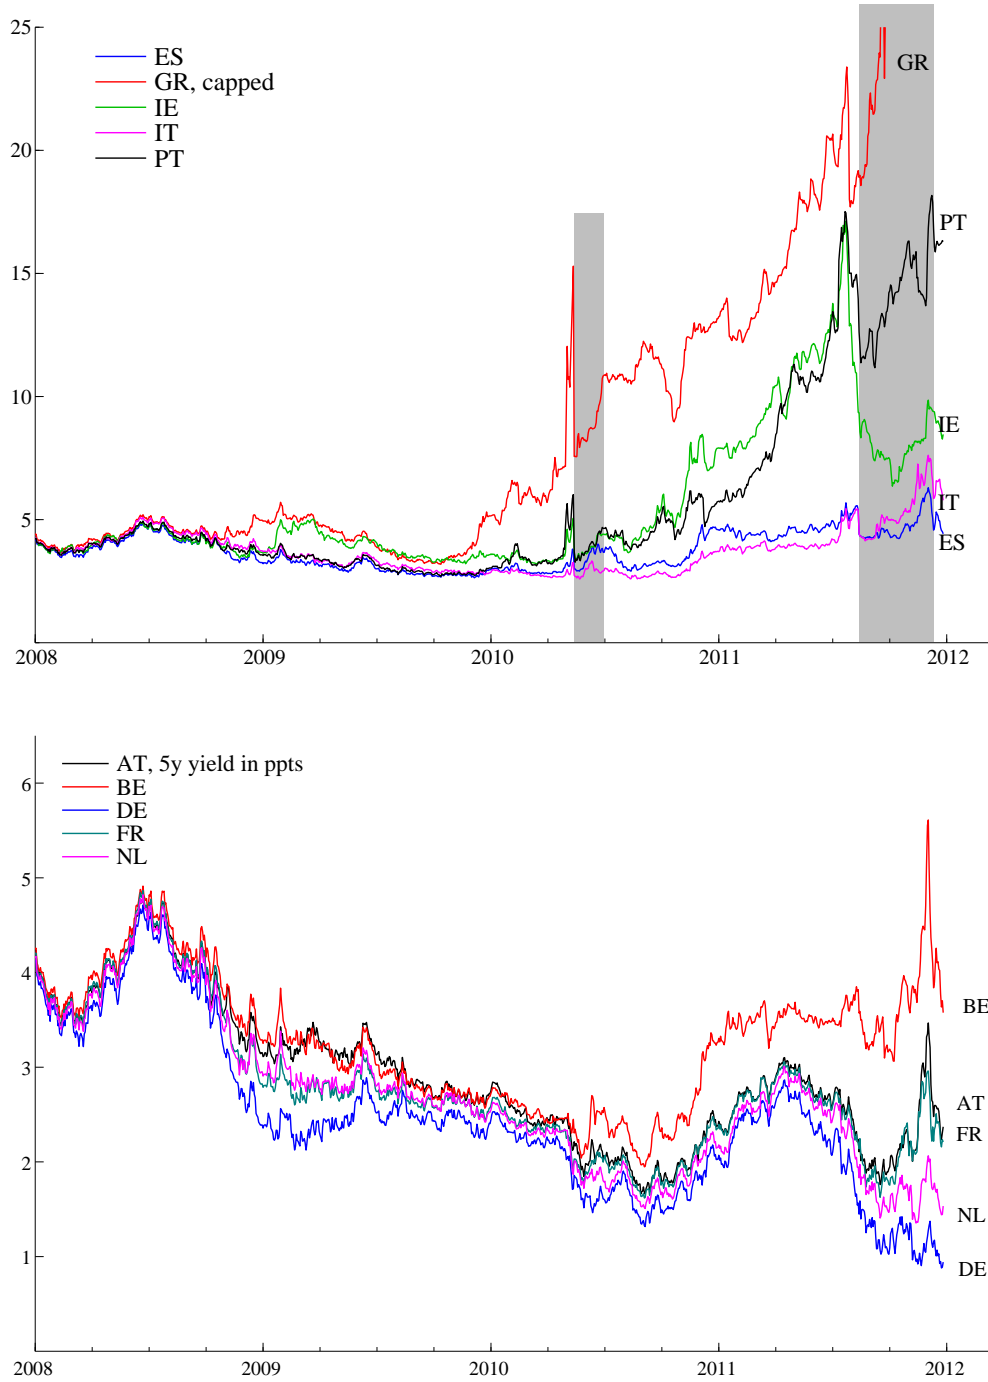 25
ES
GR, capped
IE
IT
PT
GR
20
PT
15
10
IE
IT
5
ES
2008
2009
2010
2011
2012
AT, 5y yield in ppts
BE
DE
FR
NL
6
5
4
BE
3
AT
FR
2
NL
1
DE
2008
2009
2010
2011
2012